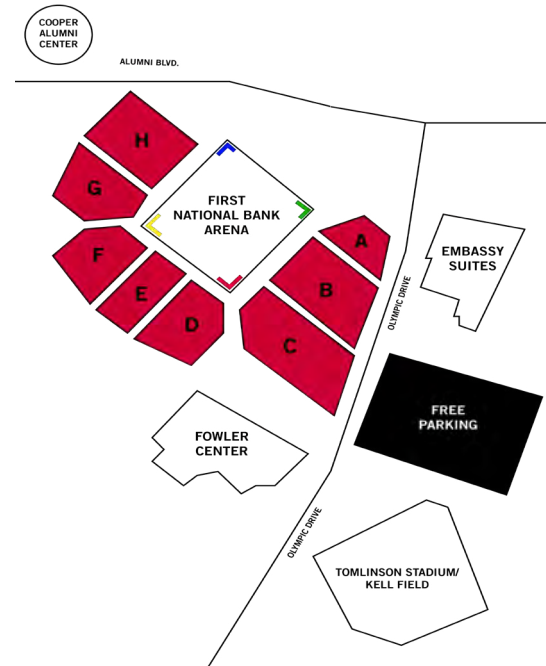 COOPER
ALUMNI
CENTER
ALUMNI BLVD.
H
G
FIRST
NATIONAL BANK
ARENA
A
F
EMBASSY
SUITES
E
B
OLYMPIC DRIVE
D
C
FREE
PARKING
FOWLER
CENTER
OLYMPIC DRIVE
TOMLINSON STADIUM/
KELL FIELD